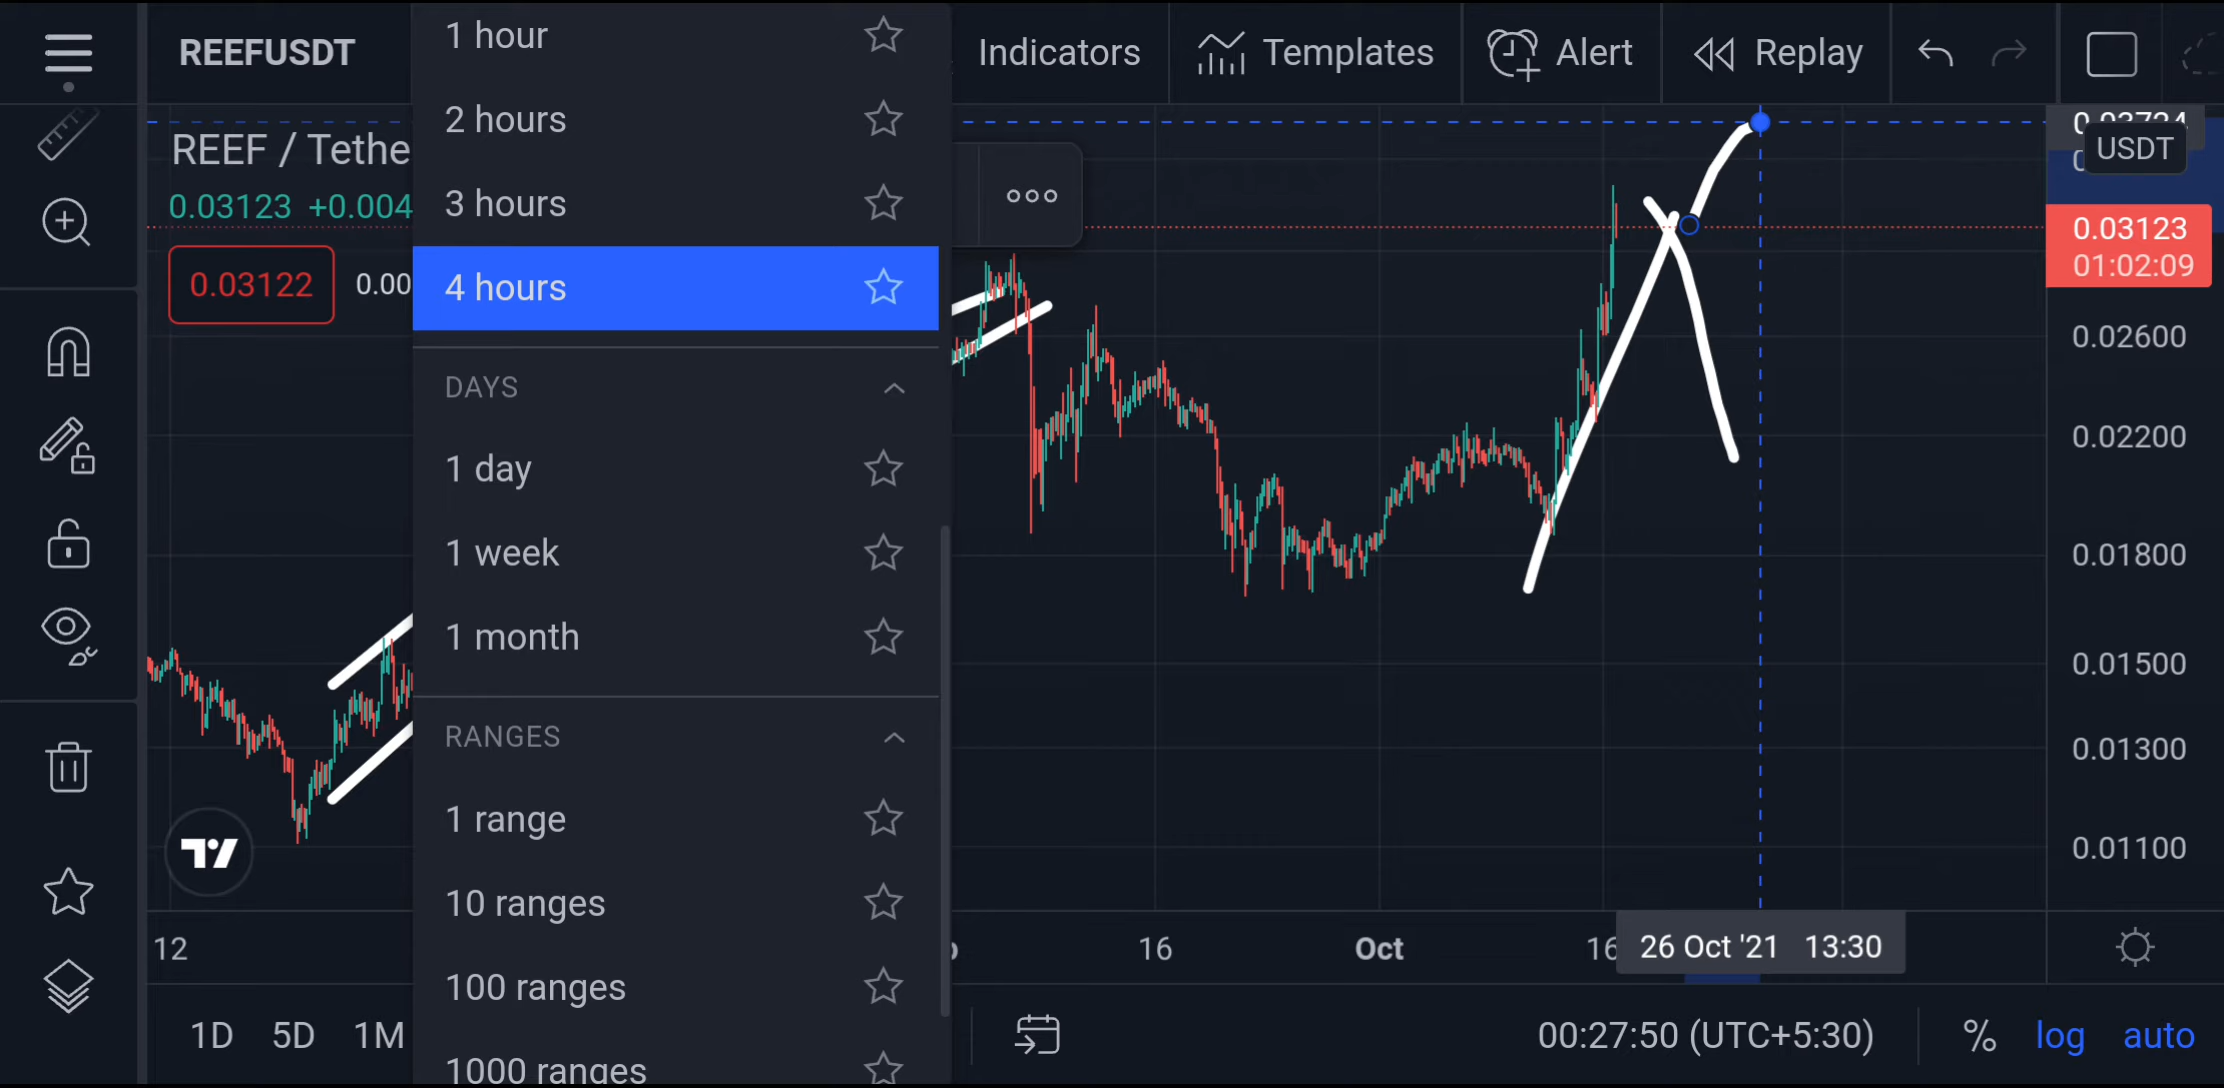 REEFUSDT
Indicators
Templates
Alert
Replay
REEF / Tethe
0.03123 +0.004
0.03122
0.00
1 hour
2 hours
3 hours
4 hours
DAYS
1 day
1 week
1 month
RANGES
1 range
10 ranges
100 ranges
1000 ranges
0.03724
USDT
0.03123
01:02:09
0.02600
0.02200
0.01800
0.01500
0.01300
0.01100
12
16
Oct
16
26 Oct '21 13:30
1D 5D 1M
00:27:50 (UTC+5:30)
%
log
auto